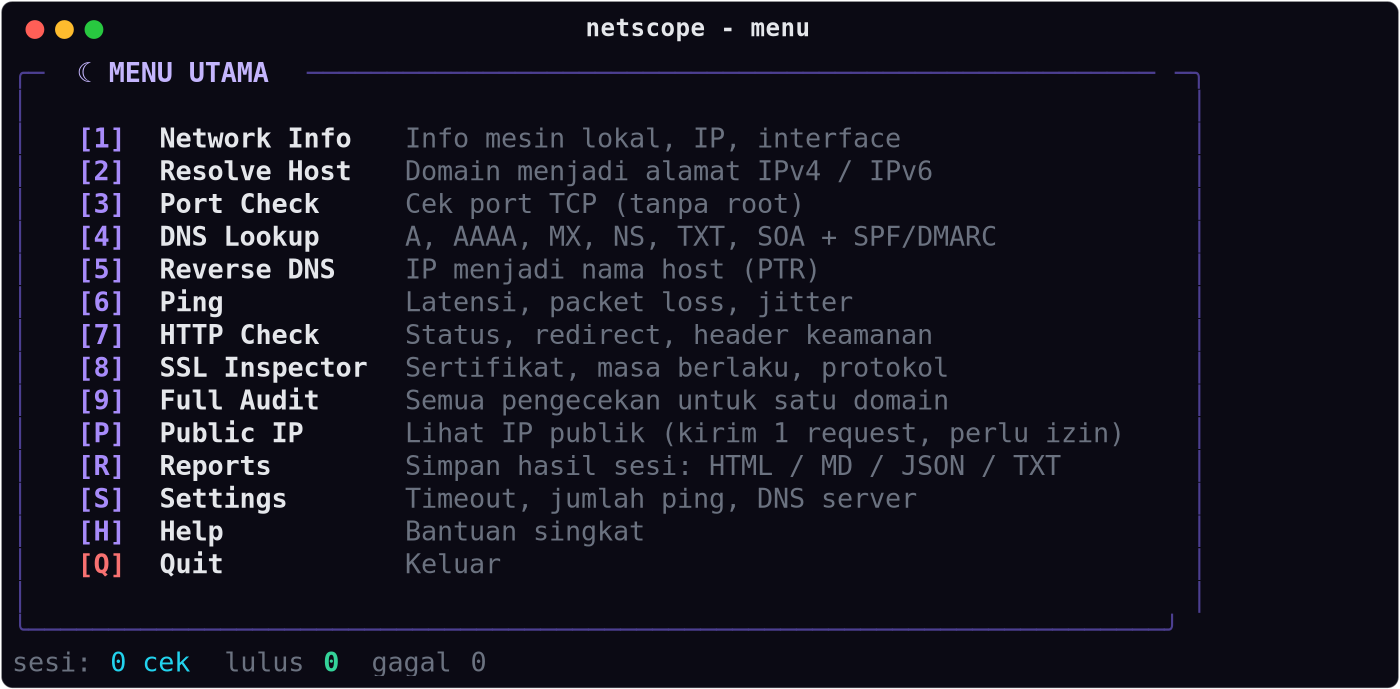 netscope - menu
☾ MENU UTAMA
[1] Network Info Info mesin lokal, IP, interface
[2] Resolve Host Domain menjadi alamat IPv4 / IPv6
[3] Port Check Cek port TCP (tanpa root)
[4] DNS Lookup A, AAAA, MX, NS, TXT, SOA + SPF/DMARC
[5] Reverse DNS IP menjadi nama host (PTR)
[6] Ping Latensi, packet loss, jitter
[7] HTTP Check Status, redirect, header keamanan
[8] SSL Inspector Sertifikat, masa berlaku, protokol
[9] Full Audit Semua pengecekan untuk satu domain
[P] Public IP Lihat IP publik (kirim 1 request, perlu izin)
[R] Reports Simpan hasil sesi: HTML / MD / JSON / TXT
[S] Settings Timeout, jumlah ping, DNS server
[H] Help Bantuan singkat
[Q] Quit Keluar
sesi: 0 cek lulus 0 gagal 0